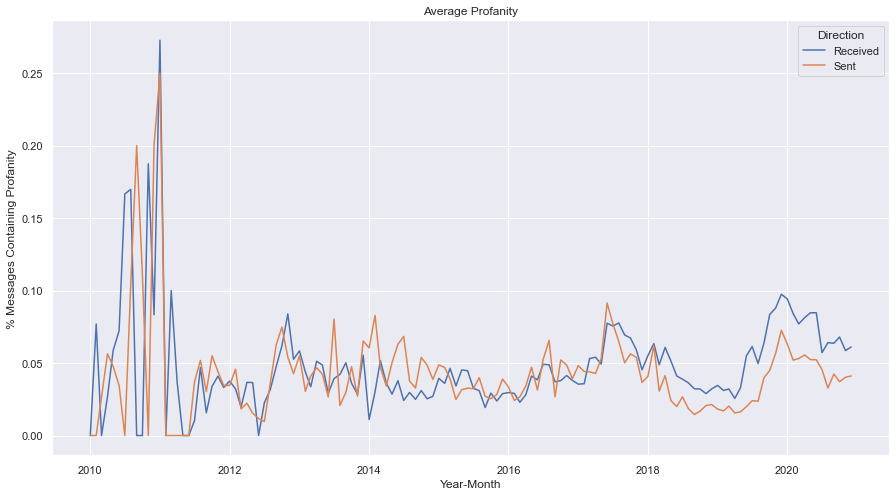 Average Profanity
Direction
Received
Sent
% Messages Containing Profanity
0.25
0.20
0.15
0.10
0.05
0.00
2010 2012 2014 2016 2018 2020
Year-Month